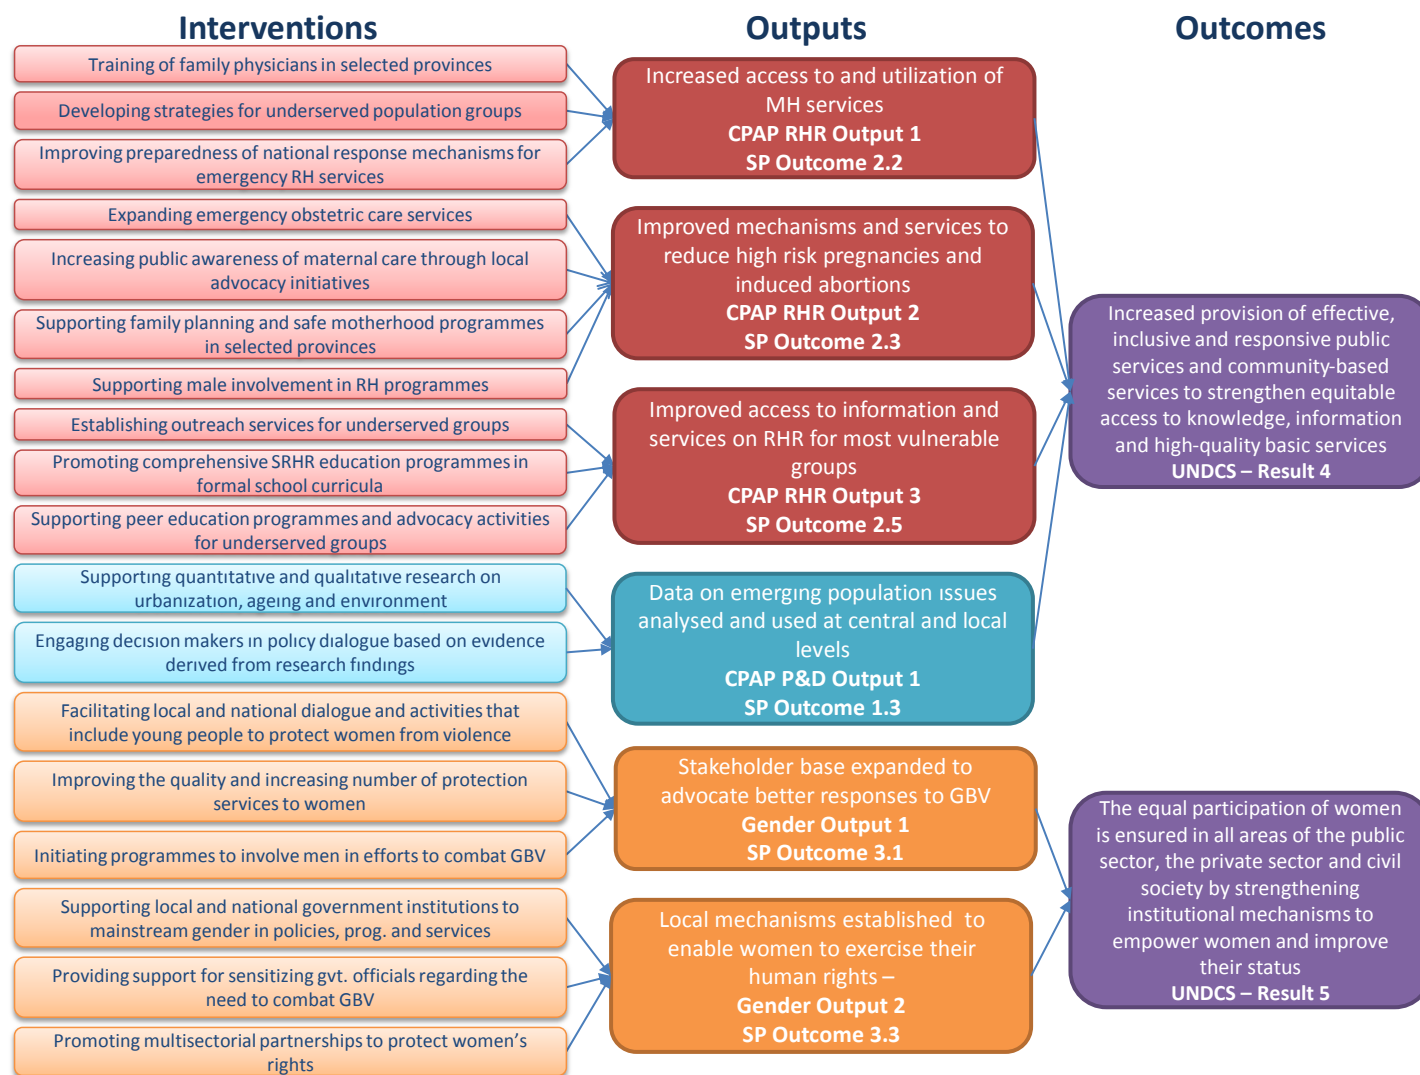 Interventions
Training of family physicians in selected provinces
Developing strategies for underserved population groups
Improving preparedness of national response mechanisms for
emergency RH services
Expanding emergency obstetric care services
Increasing public awareness of maternal care through local
advocacy initiatives
Supporting family planning and safe motherhood programmes
in selected provinces
Supporting male involvement in RH programmes
Establishing outreach services for underserved groups
Promoting comprehensive SRHR education programmes in
formal school curricula
Supporting peer education programmes and advocacy activities
for underserved groups
Supporting quantitative and qualitative research on
urbanization, ageing and environment
Engaging decision makers in policy dialogue based on evidence
derived from research findings
Facilitating local and national dialogue and activities that
include young people to protect women from violence
Improving the quality and increasing number of protection
services to women
Initiating programmes to involve men in efforts to combat GBV
Supporting local and national government institutions to
mainstream gender in policies, prog. and services
Providing support for sensitizing gvt. officials regarding the
need to combat GBV
Promoting multisectorial partnerships to protect women's
rights
Outputs
Increased access to and utilization of
MH services
CPAP RHR Output 1
SP Outcome 2.2
Improved mechanisms and services to
reduce high risk pregnancies and
induced abortions
CPAP RHR Output 2
SP Outcome 2.3
Improved access to information and
services on RHR for most vulnerable
groups
CPAP RHR Output 3
SP Outcome 2.5
Data on emerging population issues
analysed and used at central and local
levels
CPAP P&D Output 1
SP Outcome 1.3
Stakeholder base expanded to
advocate better responses to GBV
Gender Output 1
SP Outcome 3.1
Local mechanisms established to
enable women to exercise their
human rights –
Gender Output 2
SP Outcome 3.3
Outcomes
Increased provision of effective,
inclusive and responsive public
services and community-based
services to strengthen equitable
access to knowledge, information
and high-quality basic services
UNDCS – Result 4
The equal participation of women
is ensured in all areas of the public
sector, the private sector and civil
society by strengthening
institutional mechanisms to
empower women and improve
their status
UNDCS – Result 5